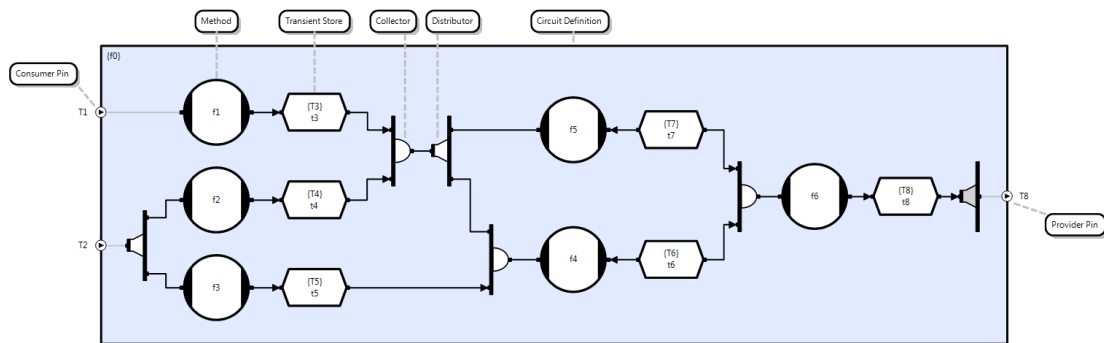 Method
Transient Store
Collector
Distributor
Circuit Definition
{f0}
Consumer Pin
T1
f1
{T3}
t3
f5
{T7}
t7
f2
{T4}
t4
f6
{T8}
t8
T8
Provider Pin
T2
f3
{T5}
t5
f4
{T6}
t6